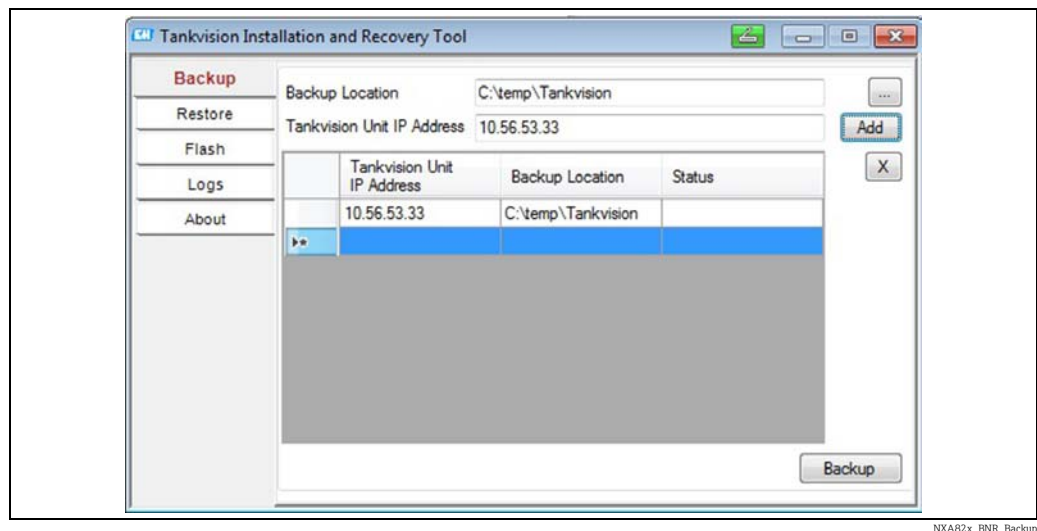 Tankvision Installation and Recovery Tool
Backup
Restore
Flash
Logs
About
Backup Location C:\temp\Tankvision ...
Tankvision Unit IP Address 10.56.53.33 Add
X
Tankvision Unit
IP Address Backup Location Status
10.56.53.33 C:\temp\Tankvision
Backup
NXA82x_BNR_Backup